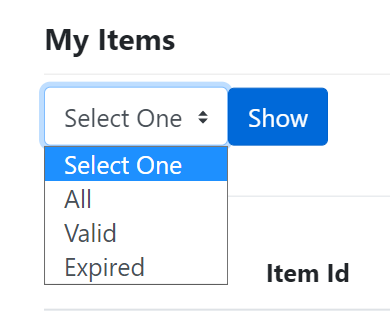 My Items
Select One Show
Select One
All
Valid
Expired
Item Id